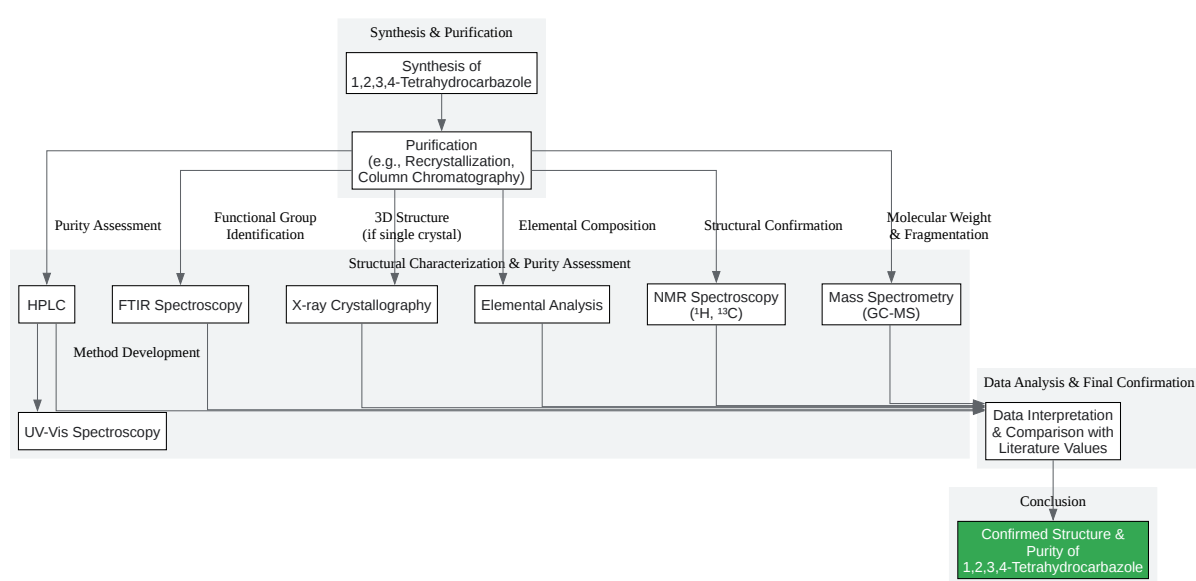 Synthesis & Purification
Synthesis of
1,2,3,4-Tetrahydrocarbazole
Purification
(e.g., Recrystallization,
Column Chromatography)
Purity Assessment
Functional Group
Identification
3D Structure
(if single crystal)
Elemental Composition
Structural Confirmation
Molecular Weight
& Fragmentation
Structural Characterization & Purity Assessment
HPLC
FTIR Spectroscopy
X-ray Crystallography
Elemental Analysis
NMR Spectroscopy
(¹H, ¹³C)
Mass Spectrometry
(GC-MS)
Method Development
UV-Vis Spectroscopy
Data Analysis & Final Confirmation
Data Interpretation
& Comparison with
Literature Values
Conclusion
Confirmed Structure &
Purity of
1,2,3,4-Tetrahydrocarbazole